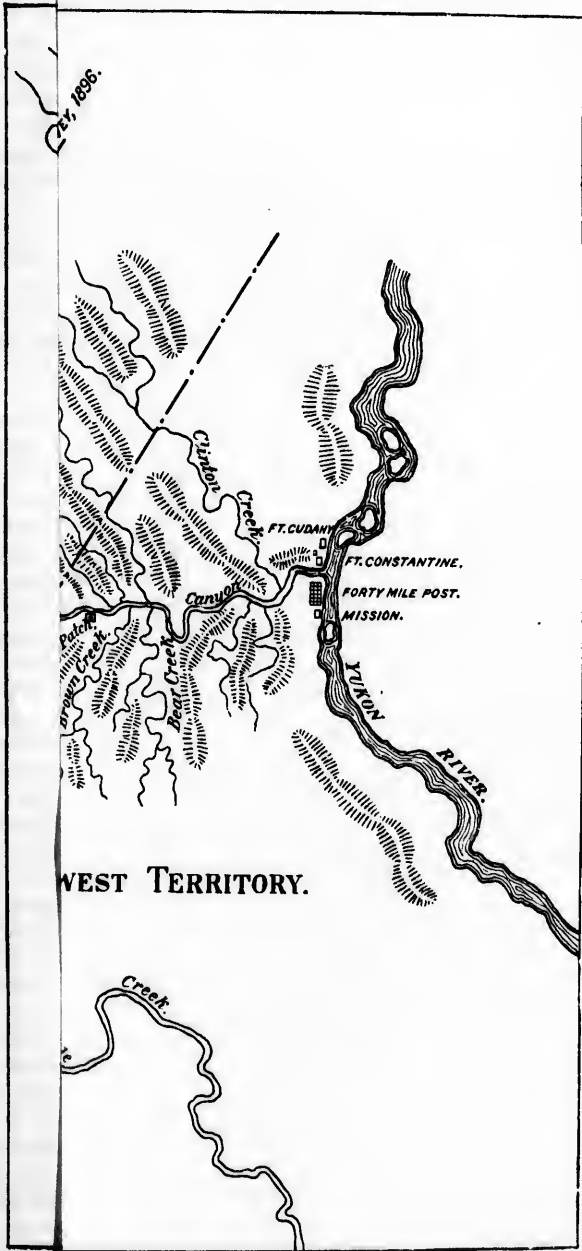 EY, 1896.
Clinton
Creek
FT. CUDAHY
FT. CONSTANTINE.
Canyon
FORTY MILE POST.
MISSION.
Patch
Brown Creek.
Bear Creek
YUKON
RIVER.
WEST TERRITORY.
Creek.